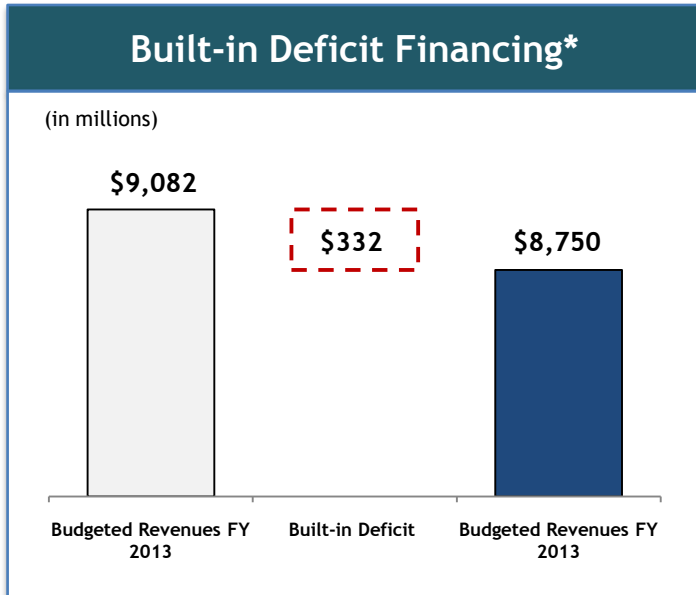 Built-in Deficit Financing*
(in millions)
$9,082
$332
$8,750
Budgeted Revenues FY
2013
Built-in Deficit
Budgeted Revenues FY
2013